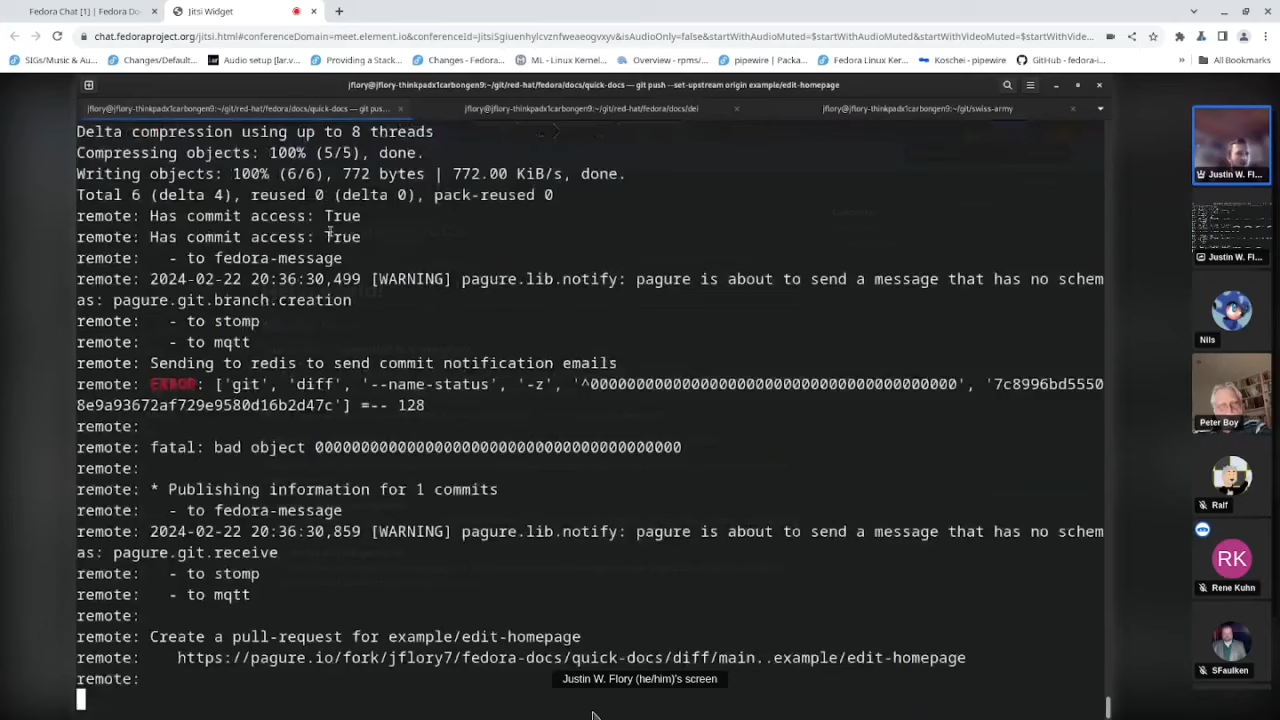 Fedora Chat [1] | Fedora Do
Jitsi Widget
chat.fedoraproject.org/jitsi.html#conferenceDomain=meet.element.io&conferenceId=JitsiSgiuenhylcvznfweaeogvxyv&isAudioOnly=false&startWithAudioMuted=$startWithAudioMuted&startWithVideoMuted=$startWithVide...
SIGs/Music & Au...
Changes/Default...
Audio setup [lar.v...
Providing a Stack...
Changes - Fedora...
ML - Linux Kernel...
Overview - rpms/...
pipewire | Packa...
Fedora Linux Ker...
Koschei - pipewire
GitHub - fedora-i...
All Bookmarks
jflory@jflory-thinkpadx1carbongen9:~/git/red-hat/fedora/docs/quick-docs — git push --set-upstream origin example/edit-homepage
jflory@jflory-thinkpadx1carbongen9:~/git/red-hat/fedora/docs/quick-docs — git pus...
jflory@jflory-thinkpadx1carbongen9:~/git/red-hat/fedora/docs/dei
jflory@jflory-thinkpadx1carbongen9:~/git/swiss-army
Delta compression using up to 8 threads
Compressing objects: 100% (5/5), done.
Writing objects: 100% (6/6), 772 bytes | 772.00 KiB/s, done.
Total 6 (delta 4), reused 0 (delta 0), pack-reused 0
remote: Has commit access: True
remote: Has commit access: True
remote:   - to fedora-message
remote: 2024-02-22 20:36:30,499 [WARNING] pagure.lib.notify: pagure is about to send a message that has no schem
as: pagure.git.branch.creation
remote:   - to stomp
remote:   - to mqtt
remote: Sending to redis to send commit notification emails
remote: ERROR: ['git', 'diff', '--name-status', '-z', '^0000000000000000000000000000000000000000', '7c8996bd5550
8e9a93672af729e9580d16b2d47c'] =-- 128
remote:
remote: fatal: bad object 0000000000000000000000000000000000000000
remote:
remote: * Publishing information for 1 commits
remote:   - to fedora-message
remote: 2024-02-22 20:36:30,859 [WARNING] pagure.lib.notify: pagure is about to send a message that has no schem
as: pagure.git.receive
remote:   - to stomp
remote:   - to mqtt
remote:
remote: Create a pull-request for example/edit-homepage
remote:    https://pagure.io/fork/jflory7/fedora-docs/quick-docs/diff/main..example/edit-homepage
remote:
Justin W. Flory (he/him)'s screen
Justin W. Fl...
Justin W. Fl...
Nils
Peter Boy
Ralf
RK
Rene Kuhn
SFaulken